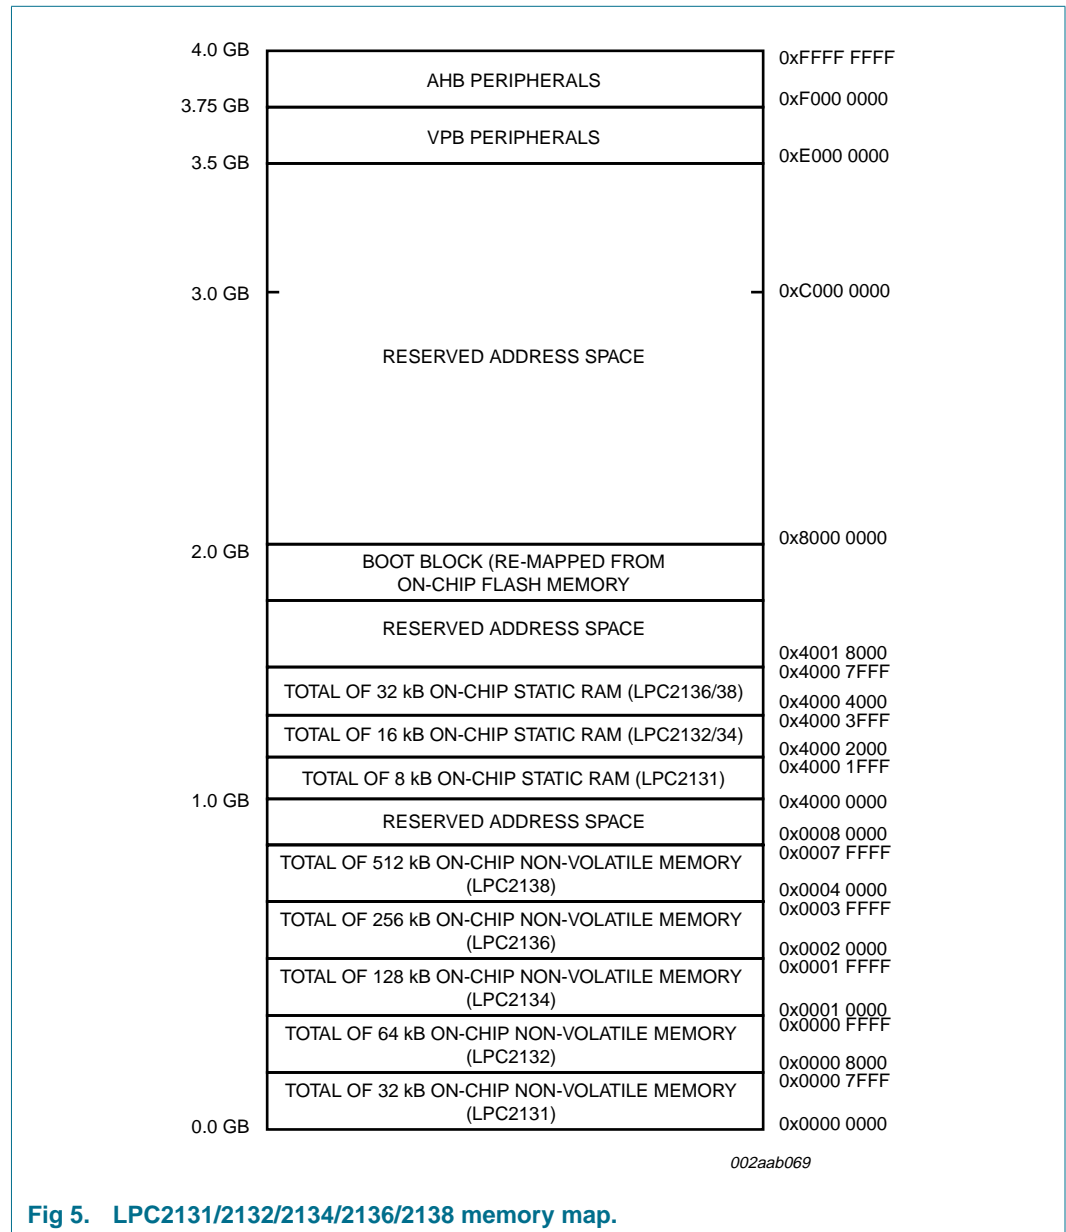 4.0 GB
0xFFFF FFFF
AHB PERIPHERALS
3.75 GB
0xF000 0000
VPB PERIPHERALS
3.5 GB
0xE000 0000
3.0 GB
0xC000 0000
RESERVED ADDRESS SPACE
2.0 GB
0x8000 0000
BOOT BLOCK (RE-MAPPED FROM
ON-CHIP FLASH MEMORY
RESERVED ADDRESS SPACE
0x4001 8000
0x4000 7FFF
TOTAL OF 32 kB ON-CHIP STATIC RAM (LPC2136/38)
0x4000 4000
0x4000 3FFF
TOTAL OF 16 kB ON-CHIP STATIC RAM (LPC2132/34)
0x4000 2000
0x4000 1FFF
TOTAL OF 8 kB ON-CHIP STATIC RAM (LPC2131)
1.0 GB
0x4000 0000
RESERVED ADDRESS SPACE
0x0008 0000
0x0007 FFFF
TOTAL OF 512 kB ON-CHIP NON-VOLATILE MEMORY
(LPC2138)
0x0004 0000
0x0003 FFFF
TOTAL OF 256 kB ON-CHIP NON-VOLATILE MEMORY
(LPC2136)
0x0002 0000
0x0001 FFFF
TOTAL OF 128 kB ON-CHIP NON-VOLATILE MEMORY
(LPC2134)
0x0001 0000
0x0000 FFFF
TOTAL OF 64 kB ON-CHIP NON-VOLATILE MEMORY
(LPC2132)
0x0000 8000
0x0000 7FFF
TOTAL OF 32 kB ON-CHIP NON-VOLATILE MEMORY
(LPC2131)
0.0 GB
0x0000 0000
002aab069
Fig 5. LPC2131/2132/2134/2136/2138 memory map.